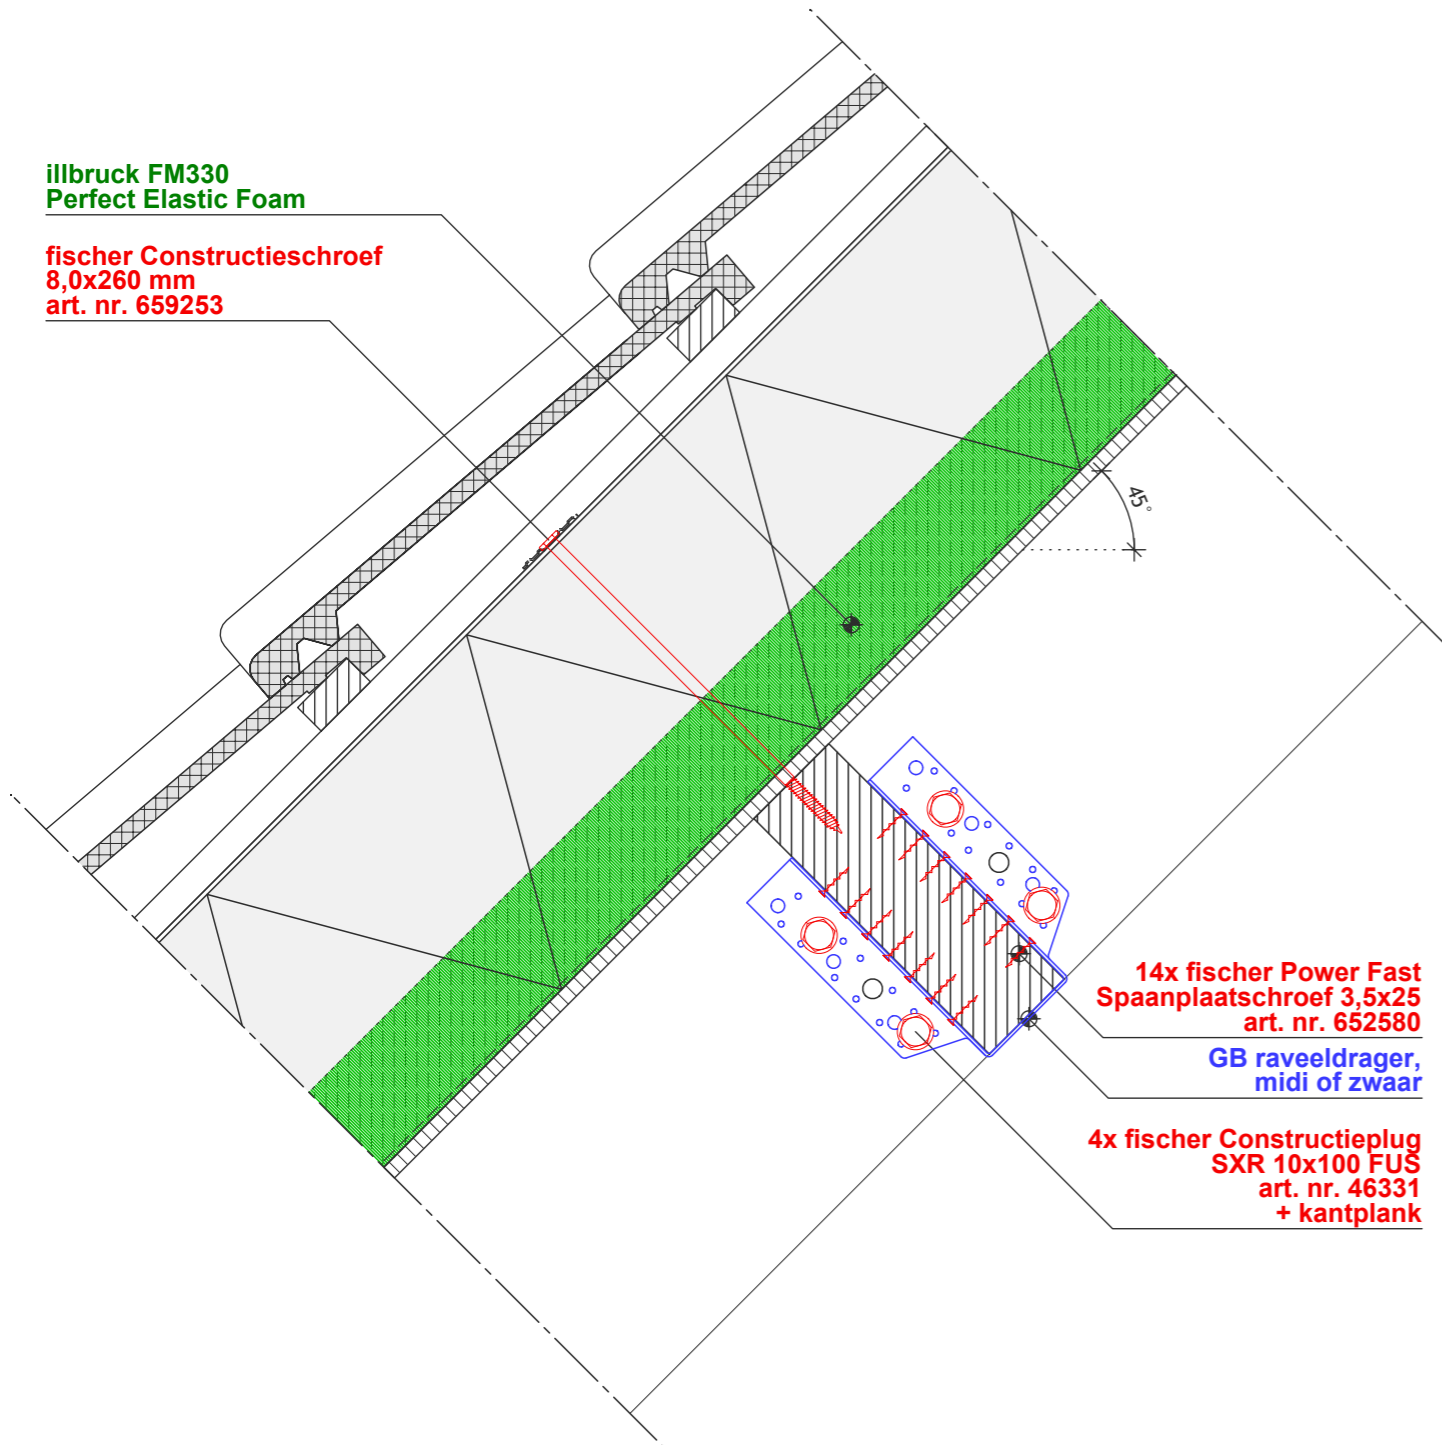 illbruck FM330
Perfect Elastic Foam
fischer Constructieschroef
8,0x260 mm
art. nr. 659253
45°
14x fischer Power Fast
Spaanplaatschroef 3,5x25
art. nr. 652580
GB raveeldrager,
midi of zwaar
4x fischer Constructieplug
SXR 10x100 FUS
art. nr. 46331
+ kantplank